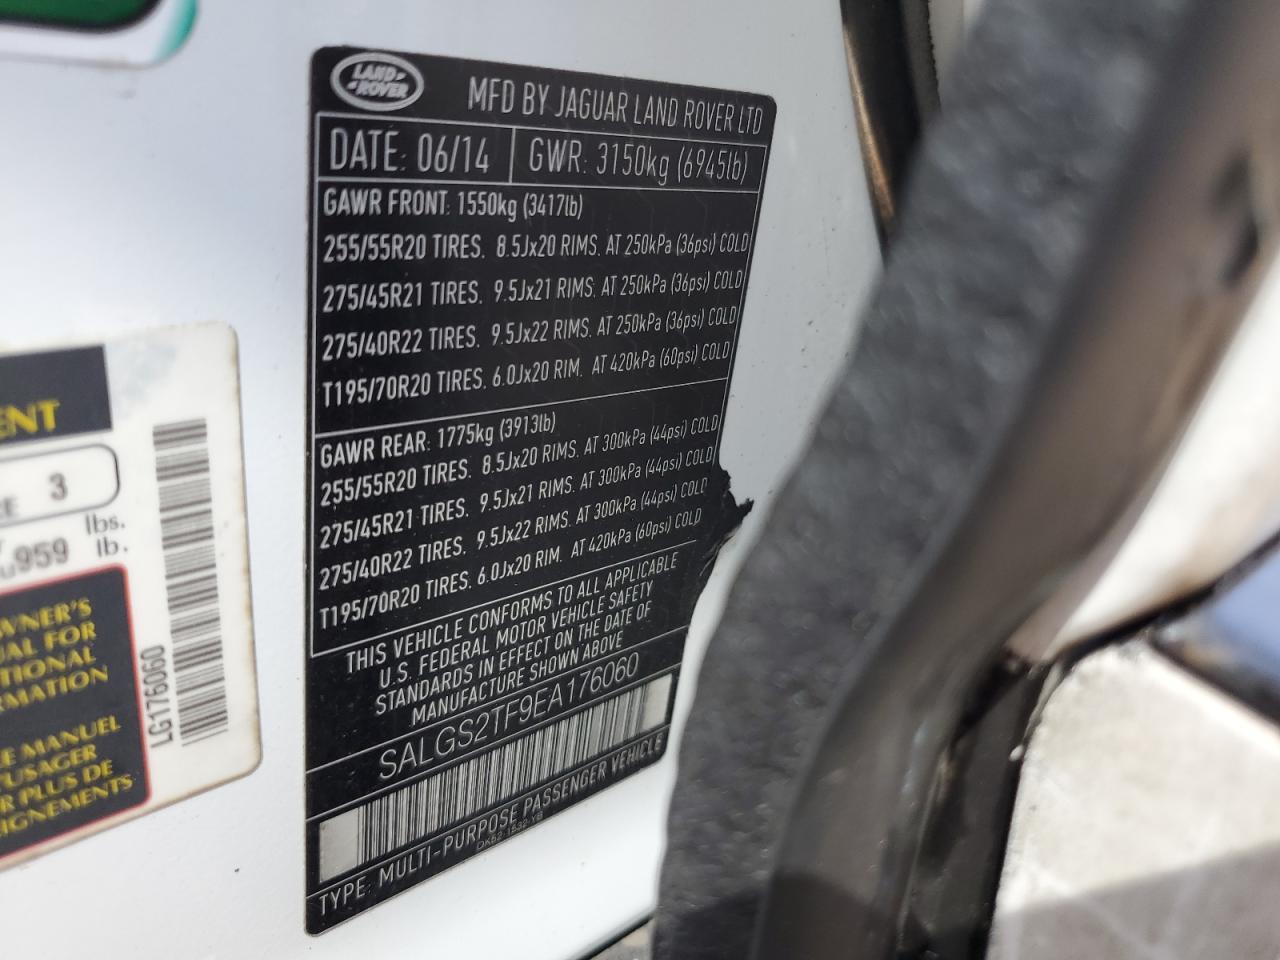 LAND ROVER
MFD BY JAGUAR LAND ROVER LTD
DATE: 06/14 GWR: 3150kg (6945lb)
GAWR FRONT: 1550kg (3417lb)
255/55R20 TIRES. 8.5Jx20 RIMS. AT 250kPa (36psi) COLD
275/45R21 TIRES. 9.5Jx21 RIMS. AT 250kPa (36psi) COLD
275/40R22 TIRES. 9.5Jx22 RIMS. AT 250kPa (36psi) COLD
T195/70R20 TIRES. 6.0Jx20 RIM. AT 420kPa (60psi) COLD
GAWR REAR: 1775kg (3913lb)
255/55R20 TIRES. 8.5Jx20 RIMS. AT 300kPa (44psi) COLD
275/45R21 TIRES. 9.5Jx21 RIMS. AT 300kPa (44psi) COLD
275/40R22 TIRES. 9.5Jx22 RIMS. AT 300kPa (44psi) COLD
T195/70R20 TIRES. 6.0Jx20 RIM. AT 420kPa (60psi) COLD
THIS VEHICLE CONFORMS TO ALL APPLICABLE
U.S. FEDERAL MOTOR VEHICLE SAFETY
STANDARDS IN EFFECT ON THE DATE OF
MANUFACTURE SHOWN ABOVE
SALGS2TF9EA176060
TYPE: MULTI-PURPOSE PASSENGER VEHICLE
DK52-1532-YB
ENT
RE 3
lbs.
959 lb.
WNER'S
UAL FOR
TIONAL
RMATION
E MANUEL
'USAGER
R PLUS DE
EIGNEMENTS
LG176060